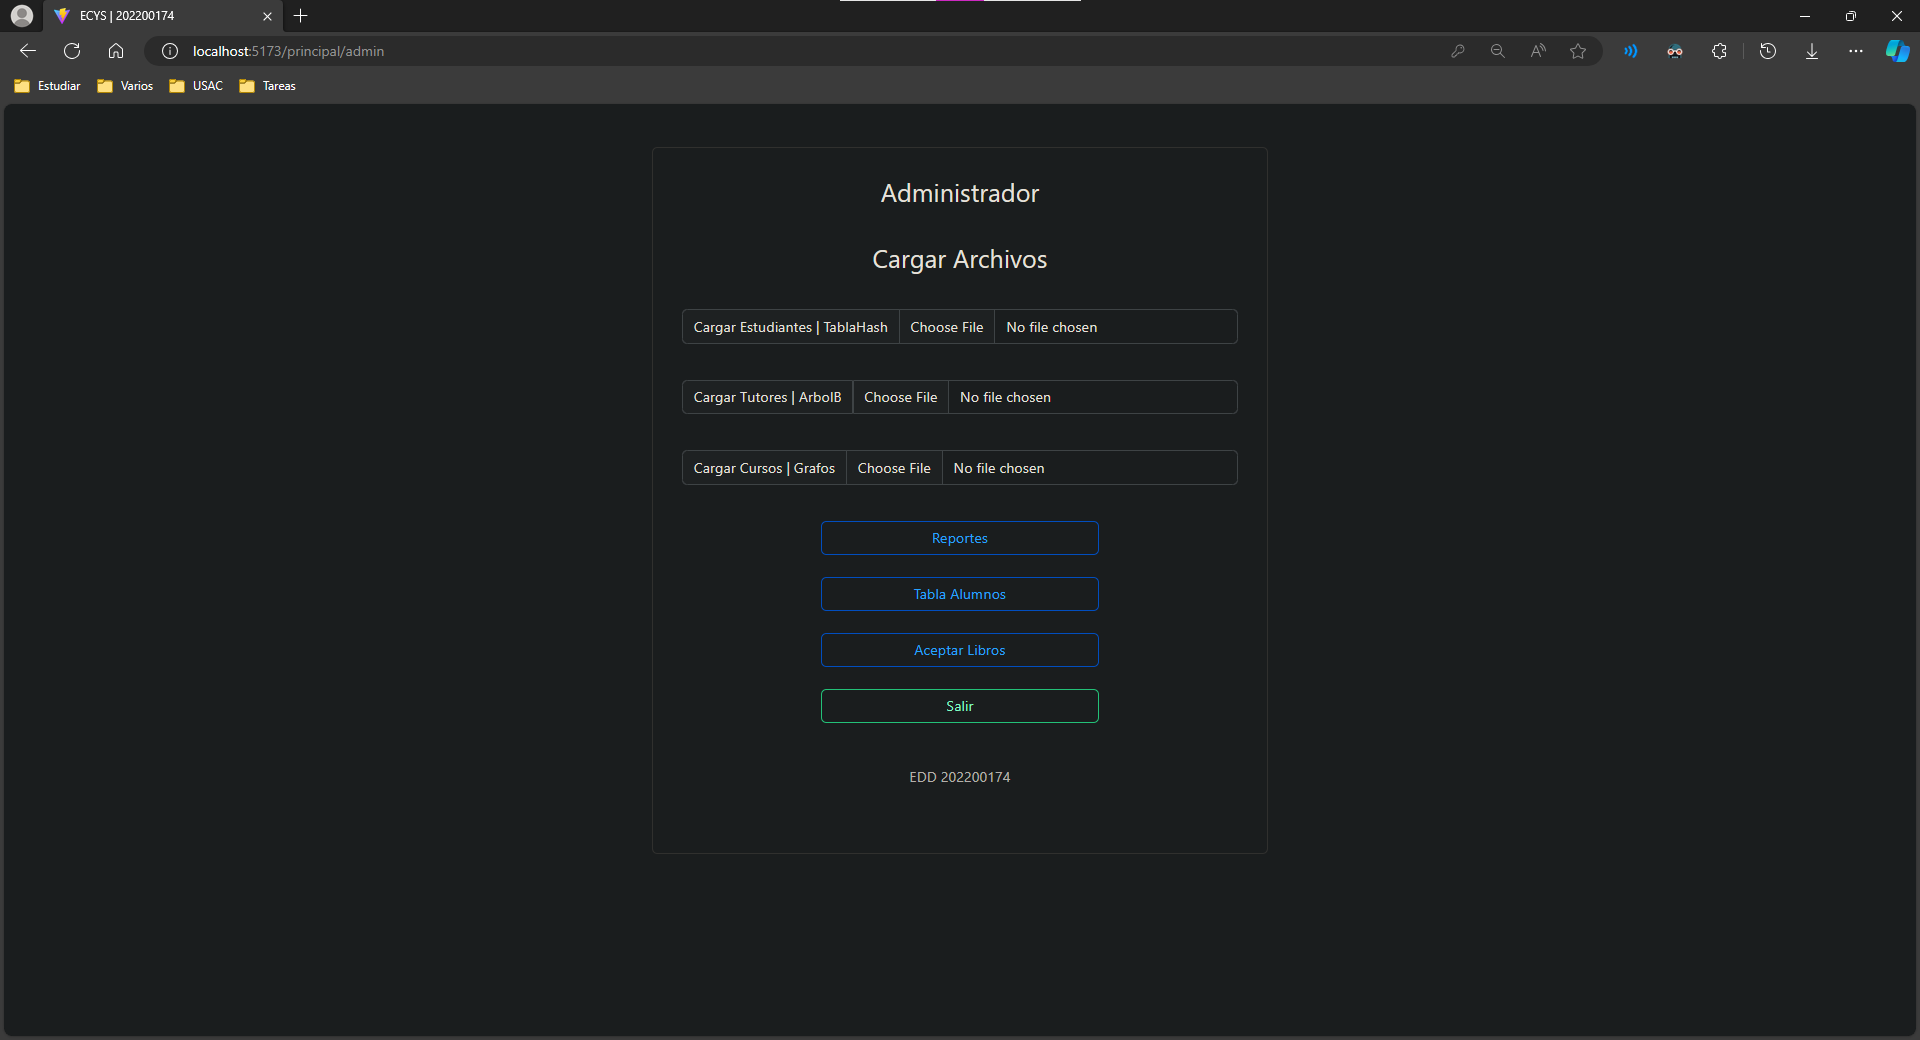 ECYS | 202200174
localhost:5173/principal/admin
Estudiar Varios USAC Tareas
Administrador
Cargar Archivos
Cargar Estudiantes | TablaHash Choose File No file chosen
Cargar Tutores | ArbolB Choose File No file chosen
Cargar Cursos | Grafos Choose File No file chosen
Reportes
Tabla Alumnos
Aceptar Libros
Salir
EDD 202200174